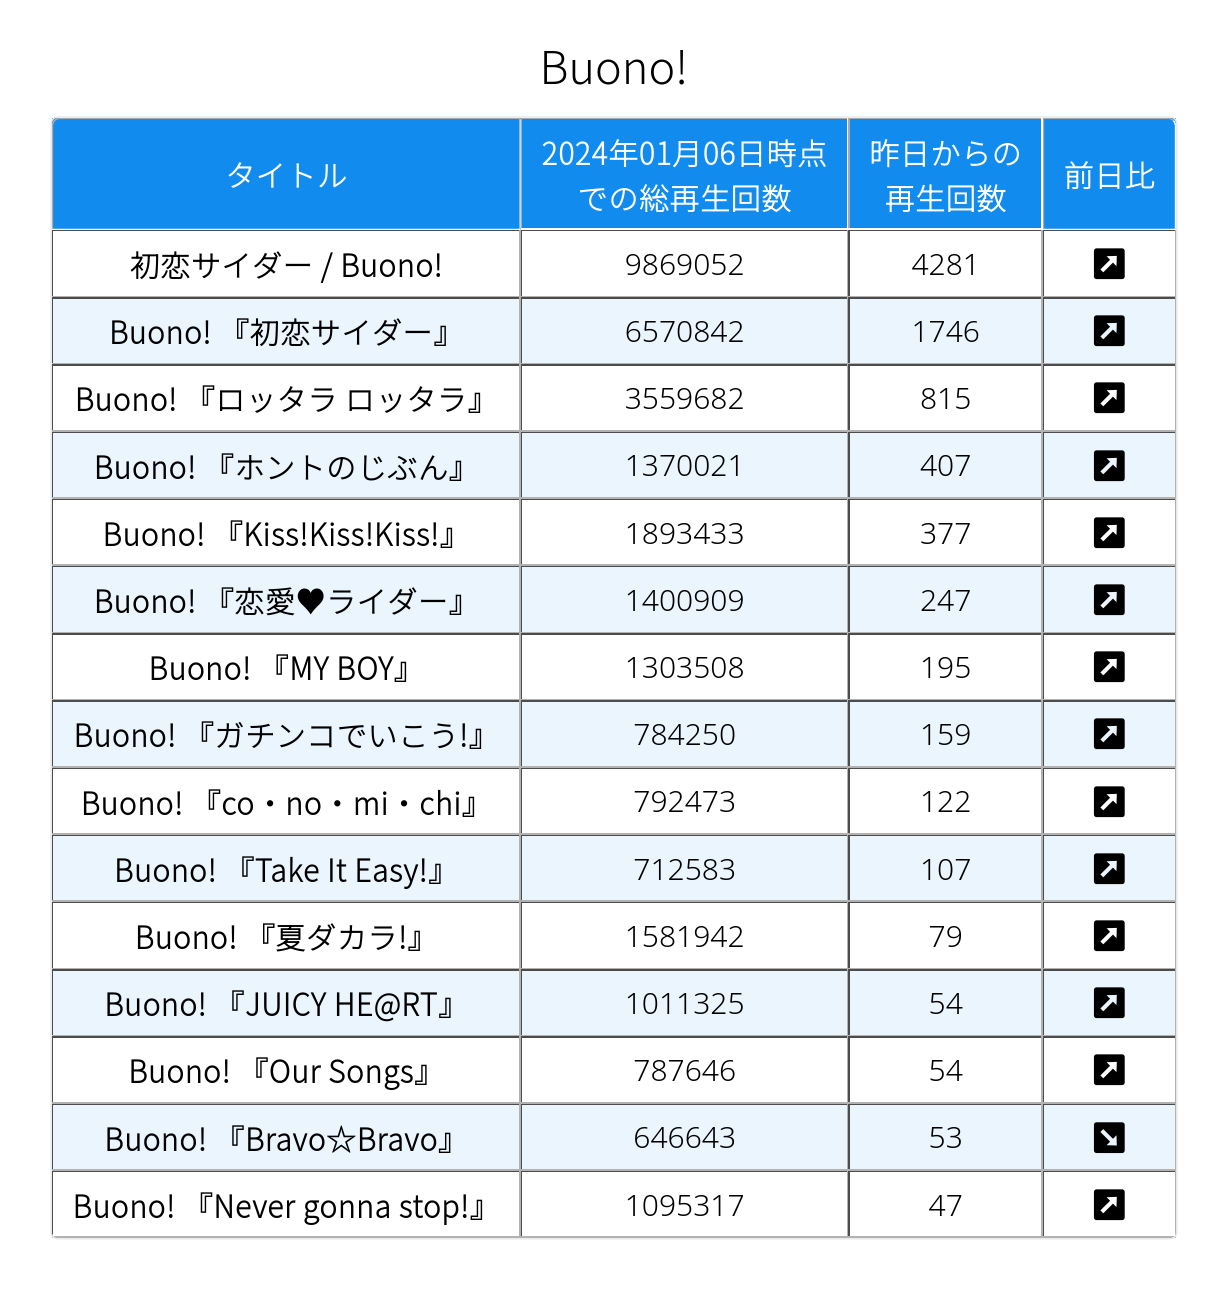 Buono!
タイトル 2024年01月06日時点での総再生回数 昨日からの再生回数 前日比
初恋サイダー / Buono! 9869052 4281 ↗
Buono! 『初恋サイダー』 6570842 1746 ↗
Buono! 『ロッタラ ロッタラ』 3559682 815 ↗
Buono! 『ホントのじぶん』 1370021 407 ↗
Buono! 『Kiss!Kiss!Kiss!』 1893433 377 ↗
Buono! 『恋愛♥ライダー』 1400909 247 ↗
Buono! 『MY BOY』 1303508 195 ↗
Buono! 『ガチンコでいこう!』 784250 159 ↗
Buono! 『co・no・mi・chi』 792473 122 ↗
Buono! 『Take It Easy!』 712583 107 ↗
Buono! 『夏ダカラ!』 1581942 79 ↗
Buono! 『JUICY HE@RT』 1011325 54 ↗
Buono! 『Our Songs』 787646 54 ↗
Buono! 『Bravo☆Bravo』 646643 53 ↘
Buono! 『Never gonna stop!』 1095317 47 ↗